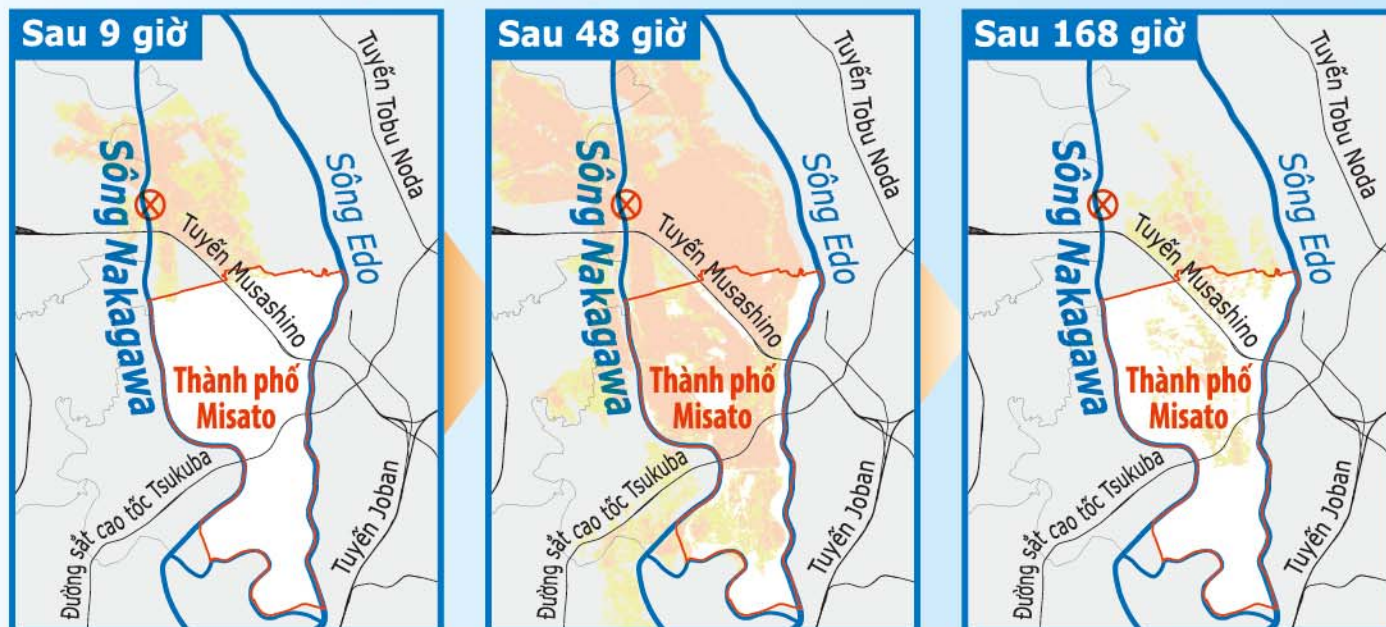 Sau 9 giờ
Tuyến Tobu Noda
Sông Nakagawa
Sông Edo
Tuyến Musashino
Thành phố
Misato
Đường sắt cao tốc Tsukuba
Tuyến Joban
Sau 48 giờ
Tuyến Tobu Noda
Sông Nakagawa
Sông Edo
Tuyến Musashino
Thành phố
Misato
Đường sắt cao tốc Tsukuba
Tuyến Joban
Sau 168 giờ
Tuyến Tobu Noda
Sông Nakagawa
Sông Edo
Tuyến Musashino
Thành phố
Misato
Đường sắt cao tốc Tsukuba
Tuyến Joban